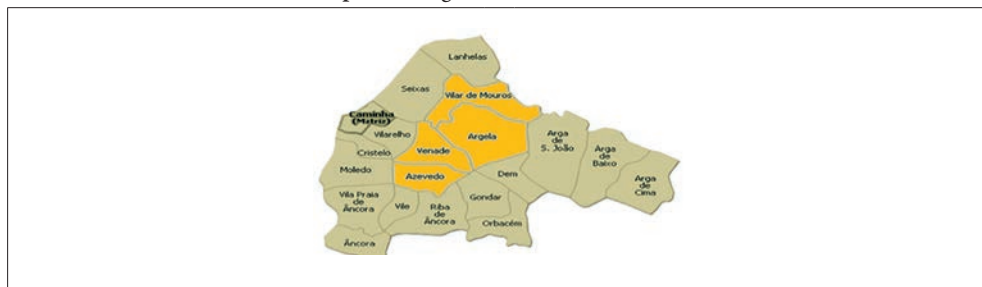 Lanhelas
Seixas
Vilar de Mouros
Caminha
(Matriz)
Vilarelho
Argela
Arga
de
S. João
Cristelo
Venade
Arga
de
Baixo
Moledo
Azevedo
Dem
Arga
de
Cima
Vila Praia
de
Âncora
Vile
Riba
de
Âncora
Gondar
Orbacém
Âncora